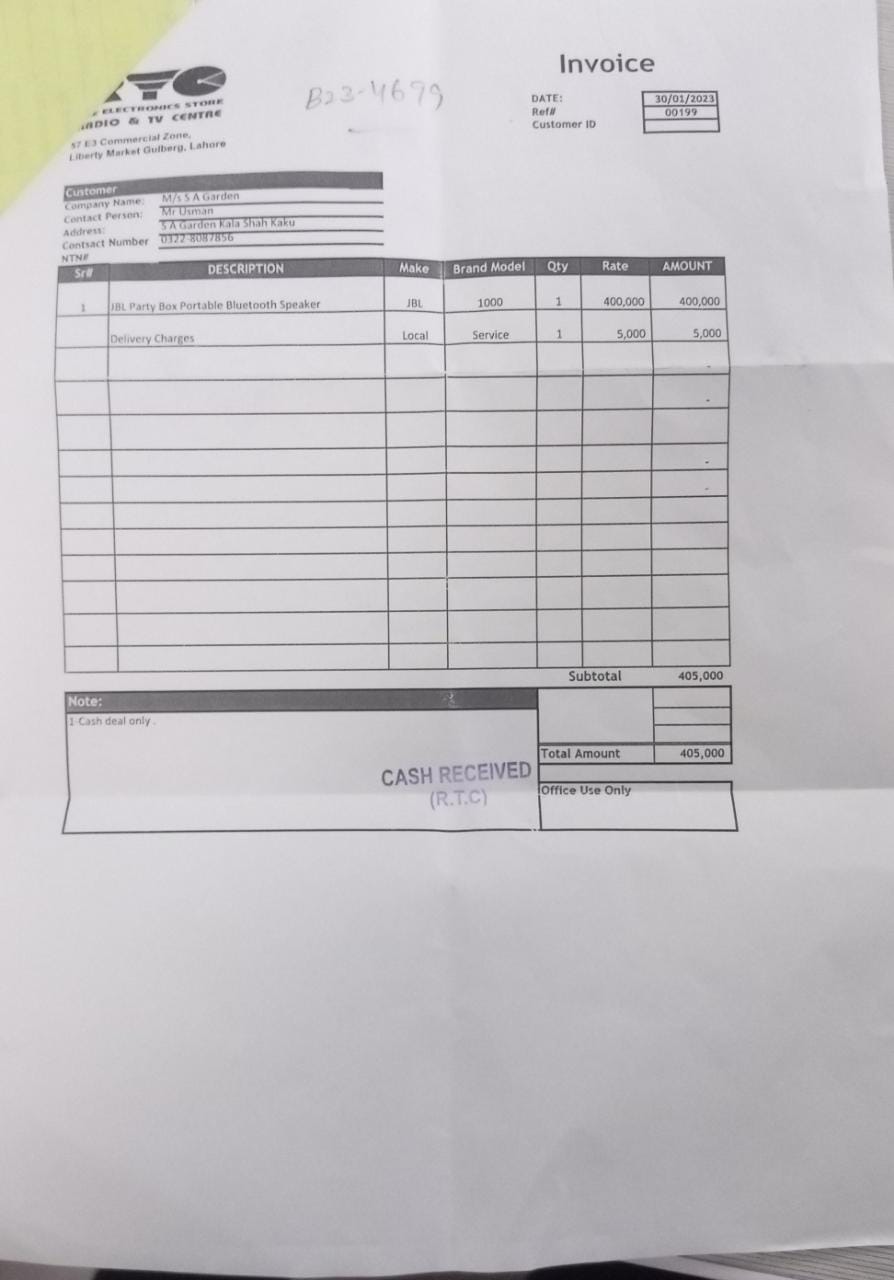 RTC
ELECTRONICS STORE
RADIO & TV CENTRE
57 E3 Commercial Zone,
Liberty Market Gulberg, Lahore
B23-4679
Invoice
DATE: 30/01/2023
Ref# 00199
Customer ID
Customer
Company Name: M/s S A Garden
Contact Person: Mr Usman
Address: S A Garden Kala Shah Kaku
Contsact Number 0322-8087856
NTN#
Sr# DESCRIPTION Make Brand Model Qty Rate AMOUNT
1 JBL Party Box Portable Bluetooth Speaker JBL 1000 1 400,000 400,000
Delivery Charges Local Service 1 5,000 5,000
-
-
-
-
Subtotal 405,000
Note:
1-Cash deal only .
Total Amount 405,000
CASH RECEIVED
(R.T.C)
Office Use Only